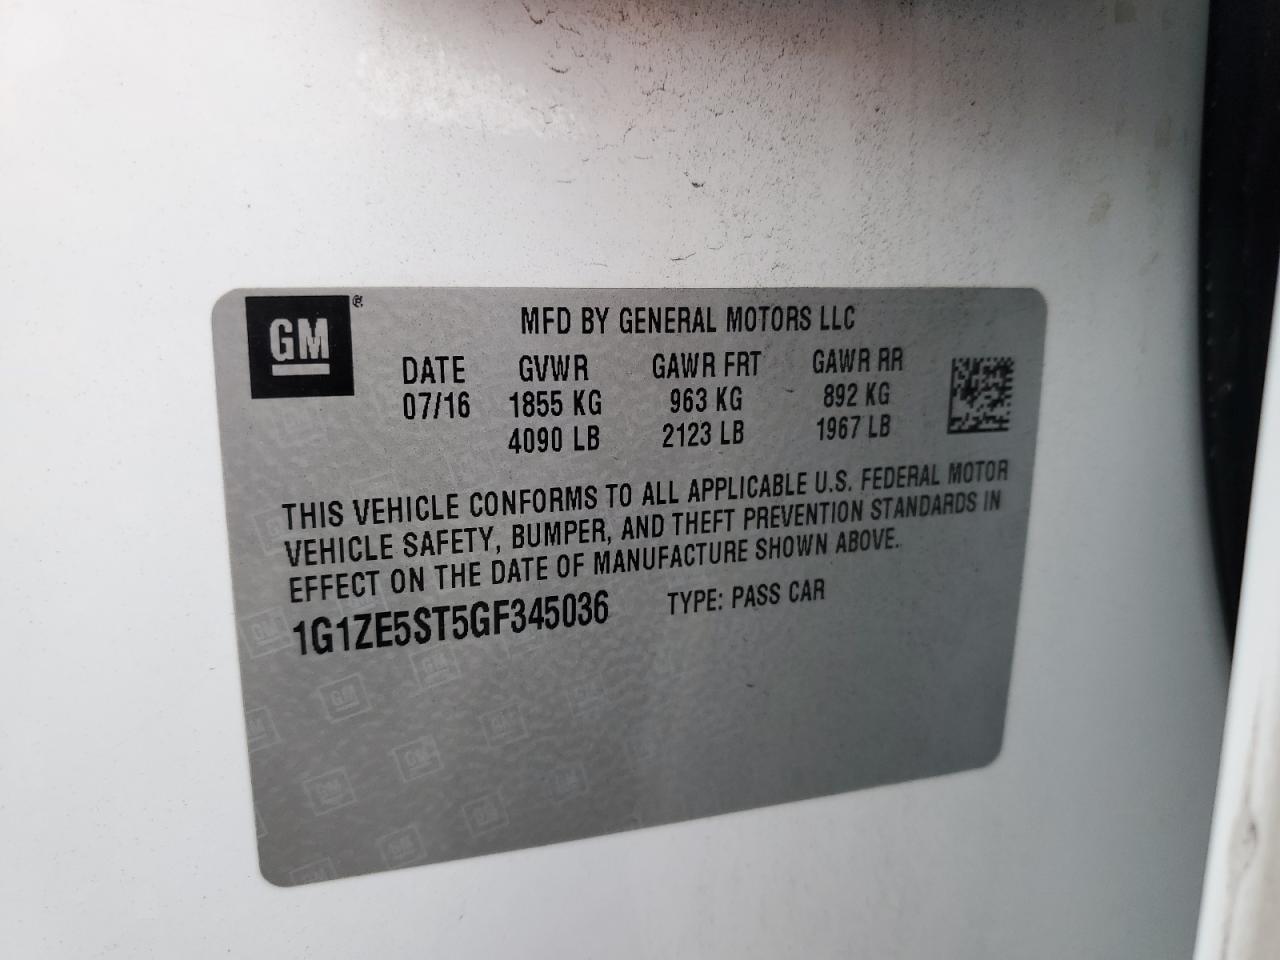 GM ®
MFD BY GENERAL MOTORS LLC
DATE GVWR GAWR FRT GAWR RR
07/16 1855 KG 963 KG 892 KG
4090 LB 2123 LB 1967 LB
THIS VEHICLE CONFORMS TO ALL APPLICABLE U.S. FEDERAL MOTOR
VEHICLE SAFETY, BUMPER, AND THEFT PREVENTION STANDARDS IN
EFFECT ON THE DATE OF MANUFACTURE SHOWN ABOVE.
1G1ZE5ST5GF345036 TYPE: PASS CAR